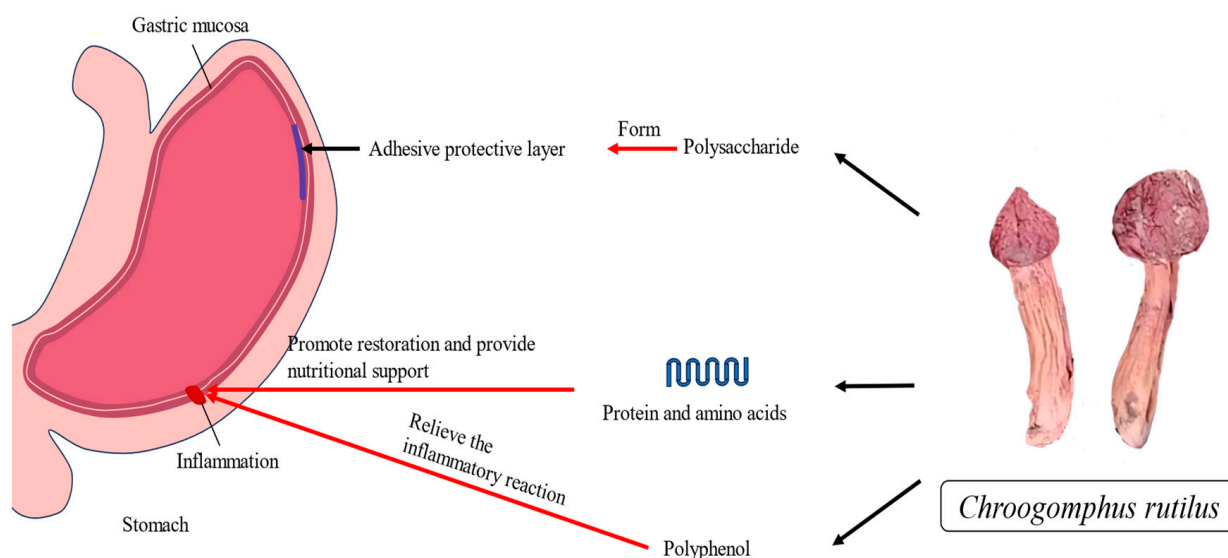 Gastric mucosa
Adhesive protective layer
Form
Polysaccharide
Promote restoration and provide
nutritional support
Protein and amino acids
Relieve the
inflammatory reaction
Inflammation
Stomach
Polyphenol
Chroogomphus rutilus